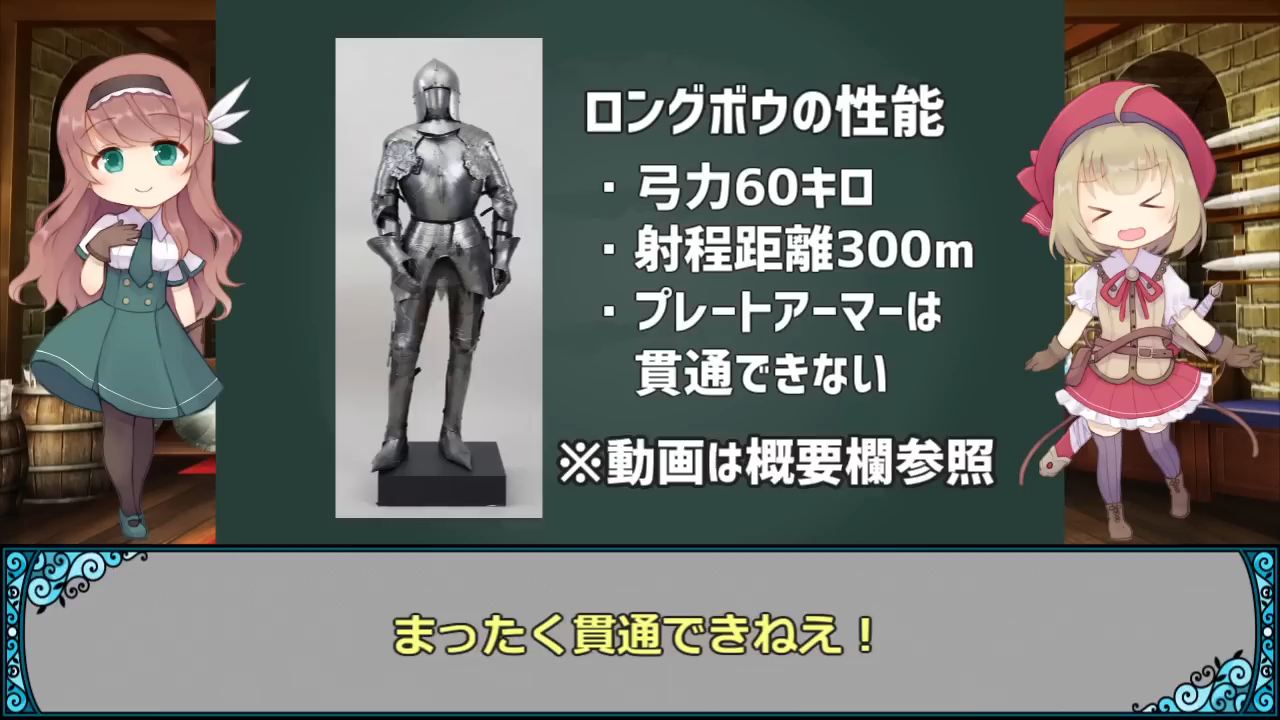 ロングボウの性能
・弓力60キロ
・射程距離300m
・プレートアーマーは
貫通できない
※動画は概要欄参照
まったく貫通できねえ！